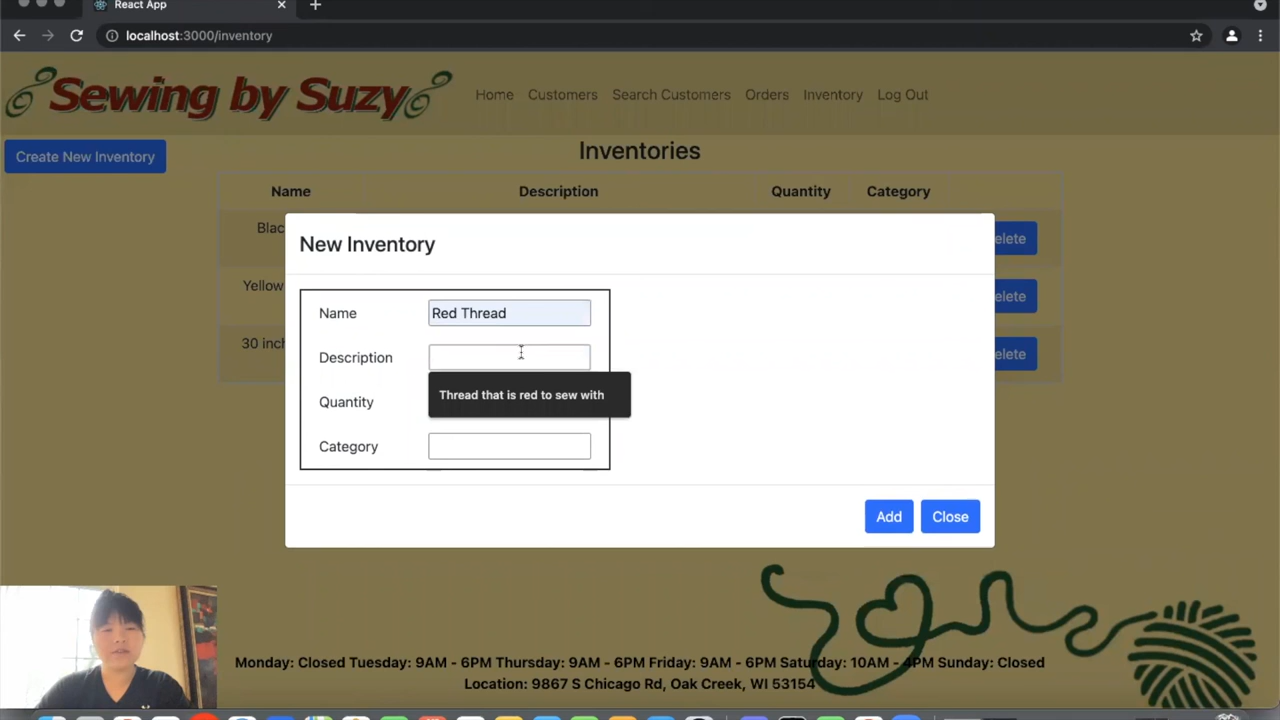 React App
localhost:3000/inventory
Sewing by Suzy
Home Customers Search Customers Orders Inventory Log Out
Create New Inventory
Inventories
Name Description Quantity Category
Blac
elete
Yellow
elete
30 inch
elete
New Inventory
Name Red Thread
Description
Thread that is red to sew with
Quantity
Category
Add Close
Monday: Closed Tuesday: 9AM - 6PM Thursday: 9AM - 6PM Friday: 9AM - 6PM Saturday: 10AM - 4PM Sunday: Closed
Location: 9867 S Chicago Rd, Oak Creek, WI 53154